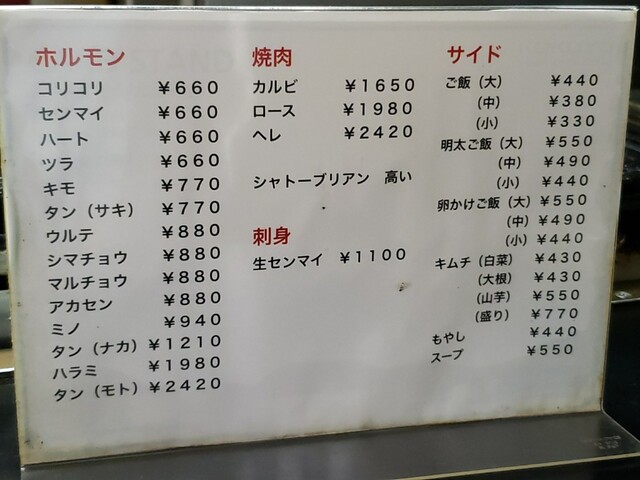 ホルモン
コリコリ ¥660
センマイ ¥660
ハート ¥660
ツラ ¥660
キモ ¥770
タン（サキ） ¥770
ウルテ ¥880
シマチョウ ¥880
マルチョウ ¥880
アカセン ¥880
ミノ ¥940
タン（ナカ） ¥1210
ハラミ ¥1980
タン（モト） ¥2420
焼肉
カルビ ¥1650
ロース ¥1980
ヘレ ¥2420
シャトーブリアン 高い
刺身
生センマイ ¥1100
サイド
ご飯（大） ¥440
（中） ¥380
（小） ¥330
明太ご飯（大） ¥550
（中） ¥490
（小） ¥440
卵かけご飯（大） ¥550
（中） ¥490
（小） ¥440
キムチ（白菜） ¥430
（大根） ¥430
（山芋） ¥550
（盛り） ¥770
もやし ¥440
スープ ¥550